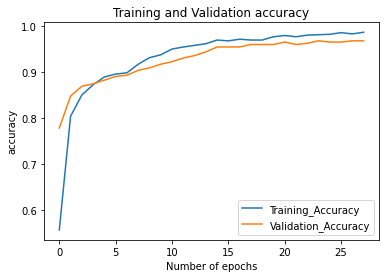 Training and Validation accuracy
1.0
0.9
0.8
0.7
0.6
accuracy
Training_Accuracy
Validation_Accuracy
0 5 10 15 20 25
Number of epochs